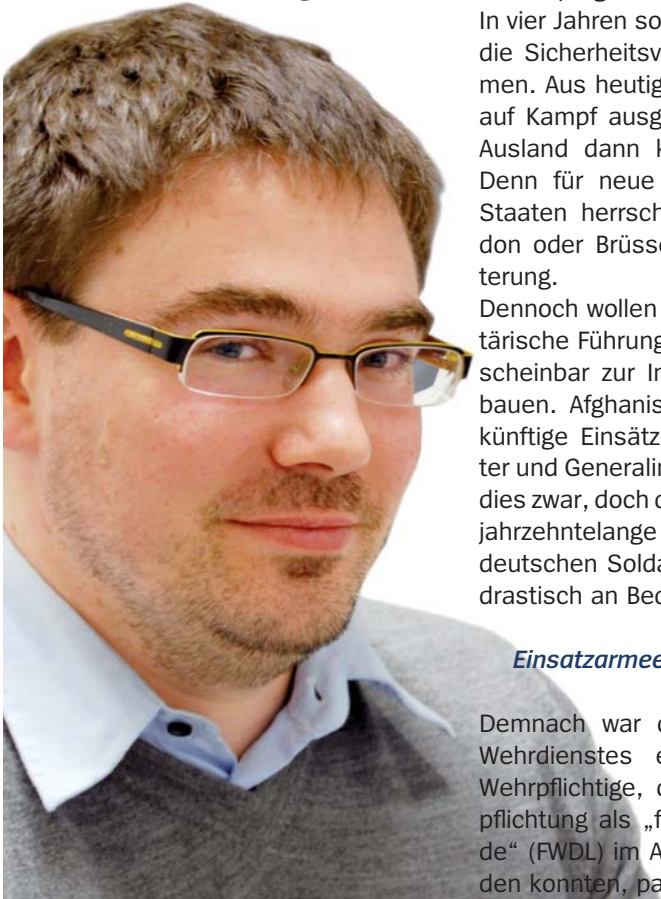 In vier Jahren so
die Sicherheitsv
men. Aus heutig
auf Kampf ausg
Ausland dann k
Denn für neue
Staaten herrsch
don oder Brüsse
terung.
Dennoch wollen
tärische Führung
scheinbar zur In
bauen. Afghanis
künftige Einsätz
ter und Generalin
dies zwar, doch d
jahrzehntelange
deutschen Solda
drastisch an Bed
Einsatzarmee
Demnach war d
Wehrdienstes e
Wehrpflichtige, d
pflichtung als „f
de“ (FWDL) im A
den konnten, pa